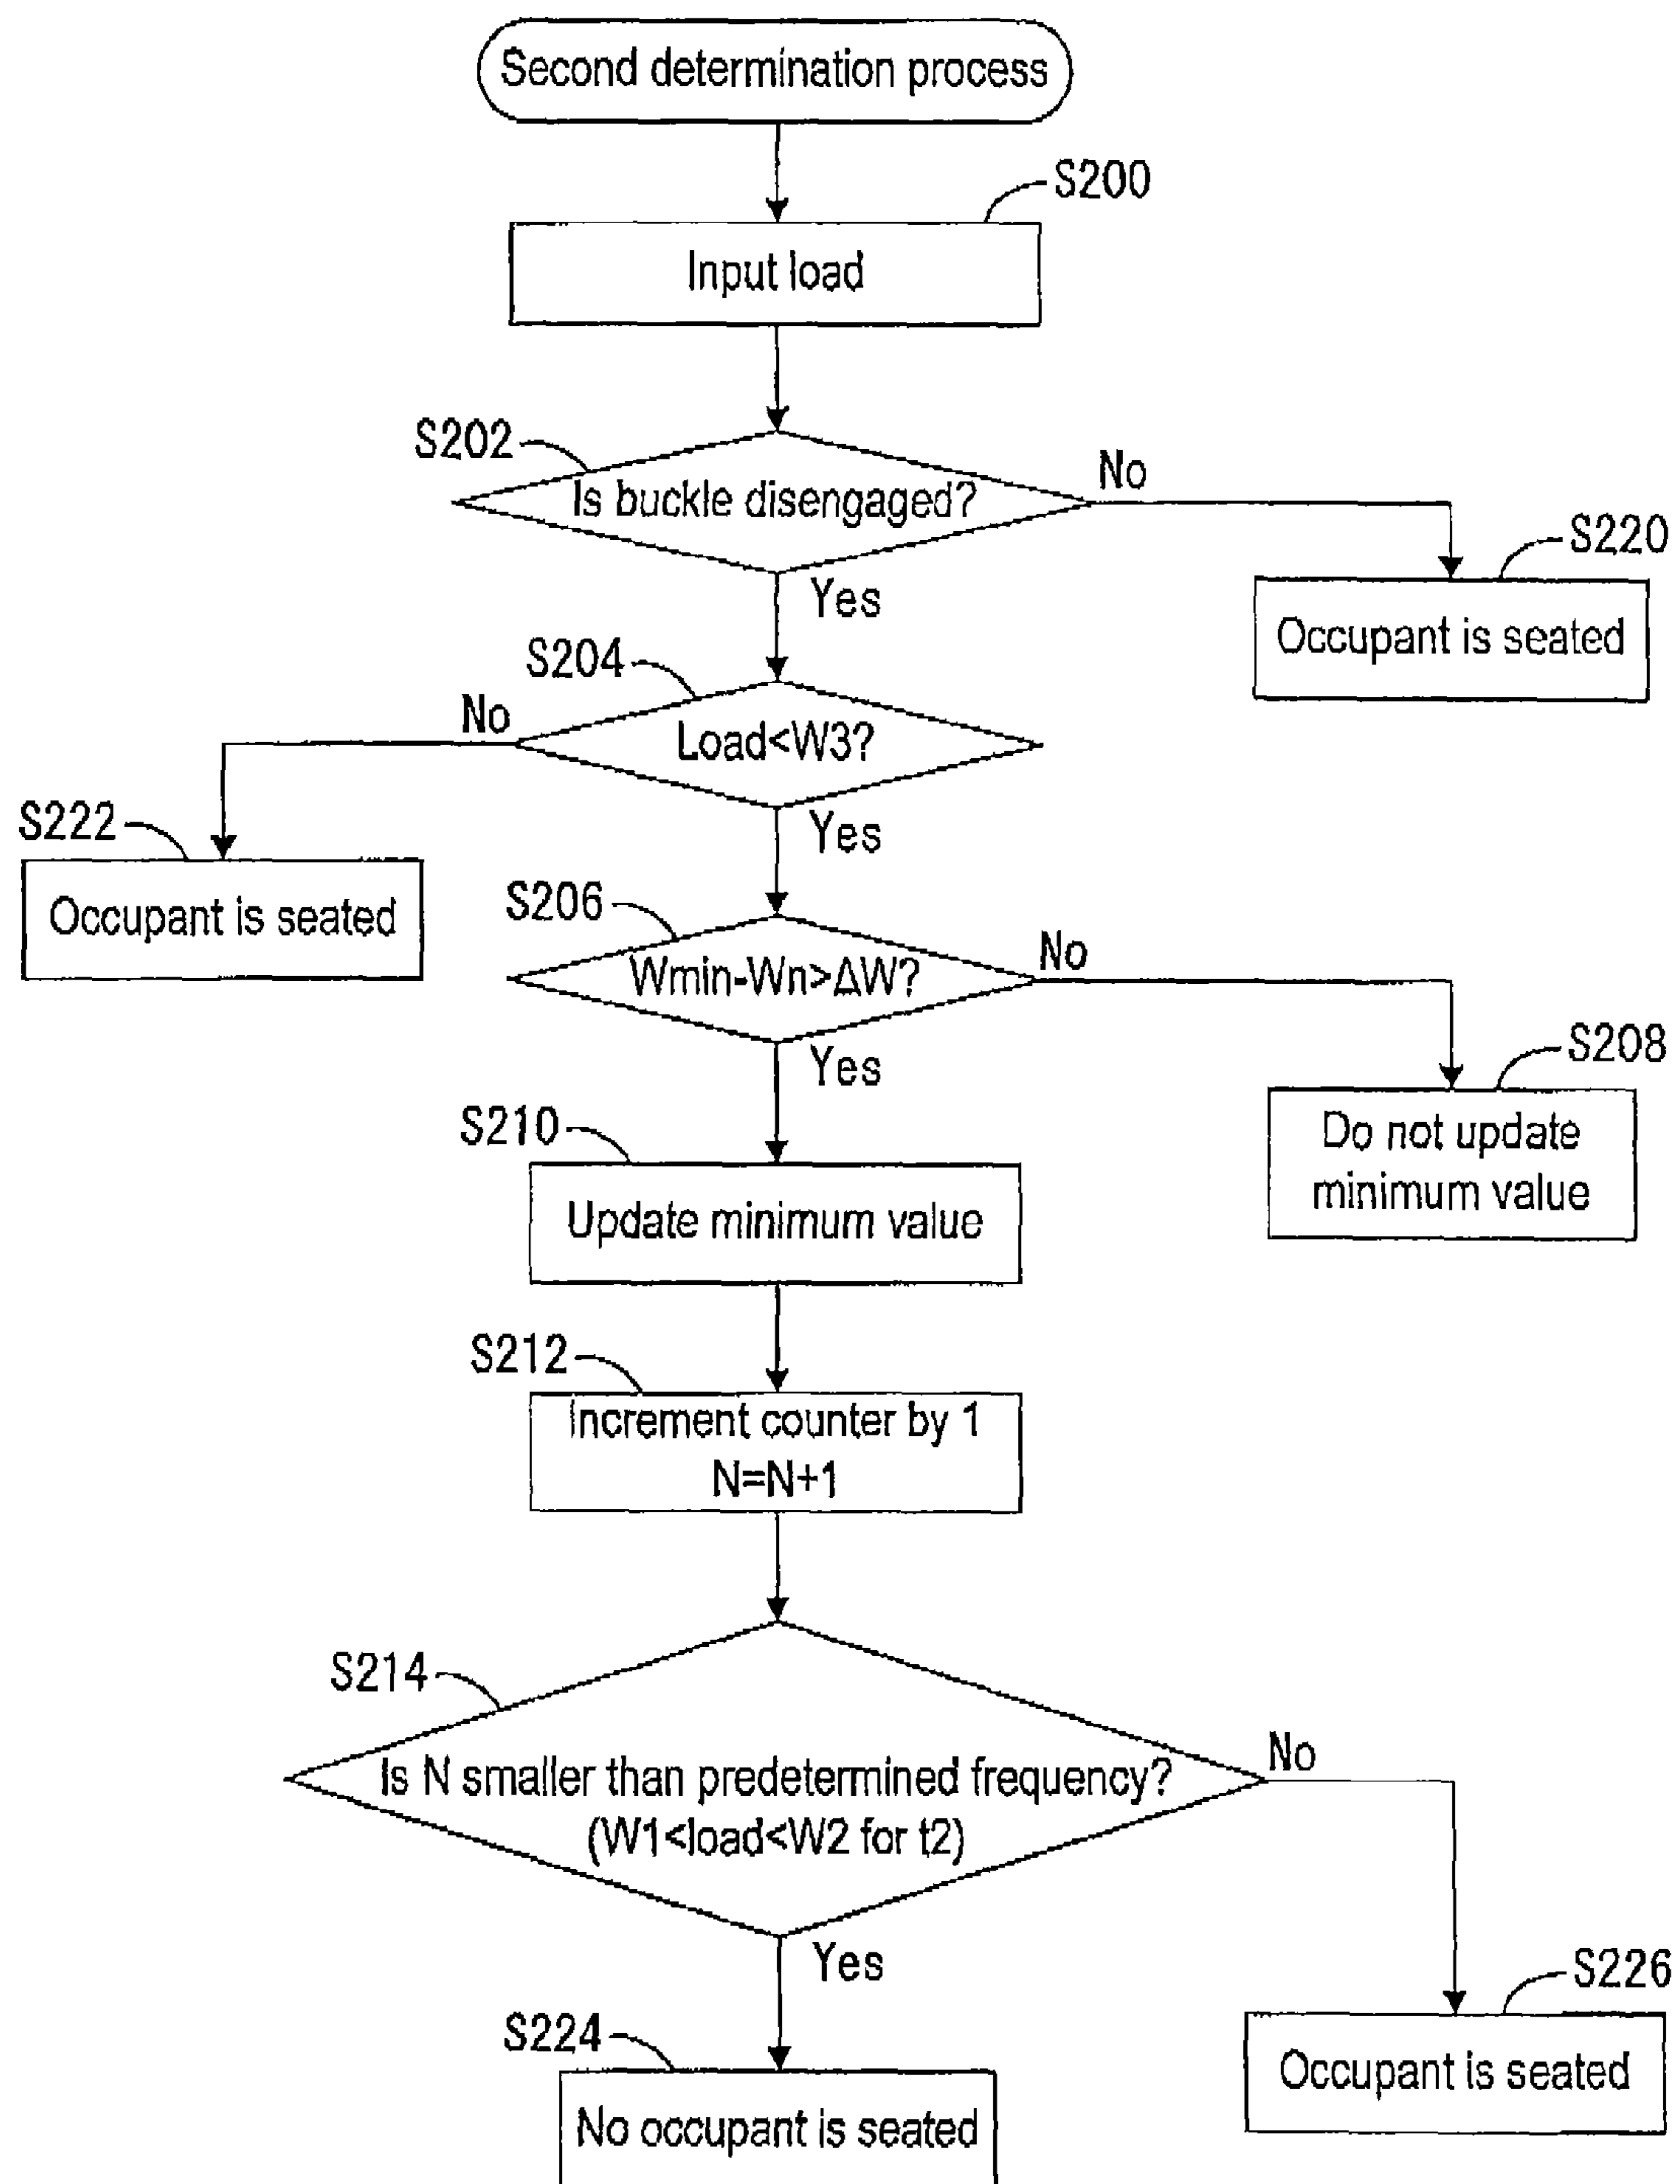 Second determination process
S200
Input load
S202
Is buckle disengaged?
No
S220
Yes
Occupant is seated
S204
No
Load<W3?
S222
Yes
Occupant is seated
S206
No
Wmin-Wn>ΔW?
S208
Yes
Do not update
minimum value
S210
Update minimum value
S212
Increment counter by 1
N=N+1
S214
No
Is N smaller than predetermined frequency?
(W1<load<W2 for t2)
Yes
S226
S224
Occupant is seated
No occupant is seated